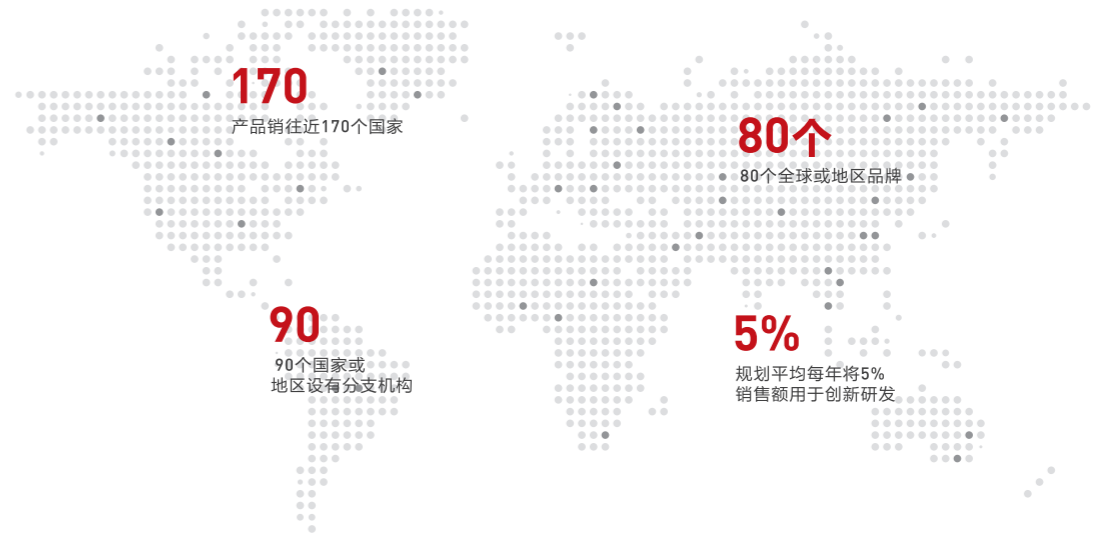 170
产品销往近170个国家
80个
80个全球或地区品牌
90
90个国家或
地区设有分支机构
5%
规划平均每年将5%
销售额用于创新研发